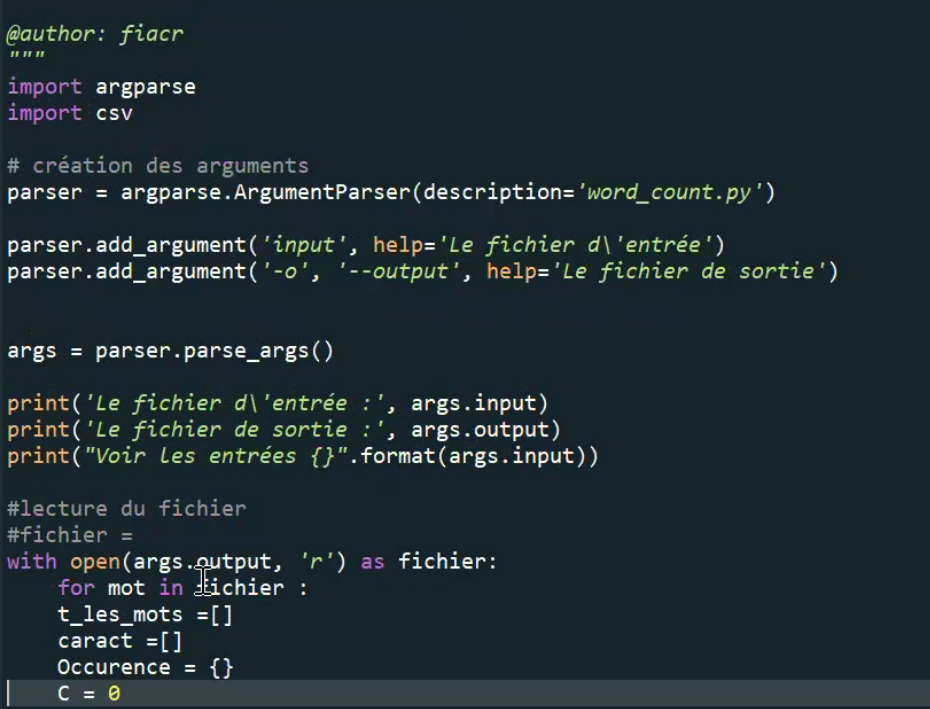 @author: fiacr
"""
import argparse
import csv
# création des arguments
parser = argparse.ArgumentParser(description='word_count.py')
parser.add_argument('input', help='Le fichier d\'entrée')
parser.add_argument('-o', '--output', help='Le fichier de sortie')
args = parser.parse_args()
print('Le fichier d\'entrée :', args.input)
print('Le fichier de sortie :', args.output)
print("Voir les entrées {}".format(args.input))
#lecture du fichier
#fichier =
with open(args.output, 'r') as fichier:
    for mot in fichier :
    t_les_mots =[]
    caract =[]
    Occurence = {}
    C = 0